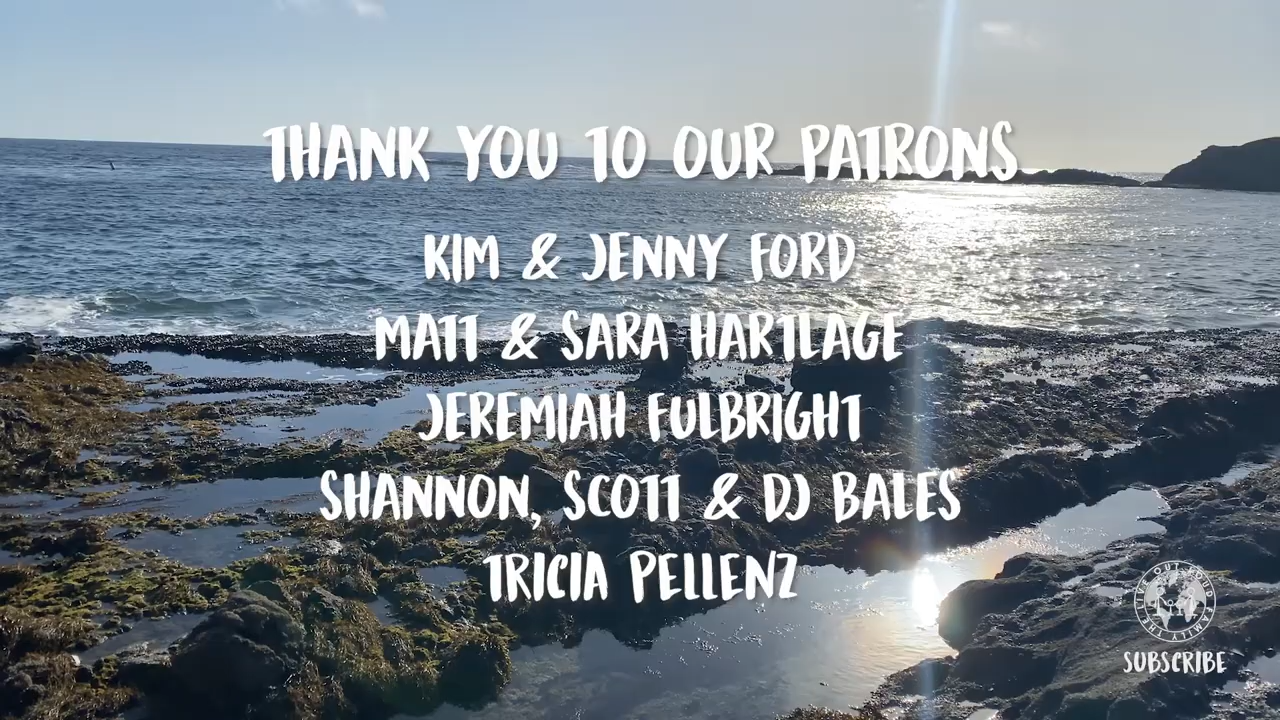 THANK YOU TO OUR PATRONS
KIM & JENNY FORD
MATT & SARA HARTLAGE
JEREMIAH FULBRIGHT
SHANNON, SCOTT & DJ BALES
TRICIA PELLENZ
SUBSCRIBE